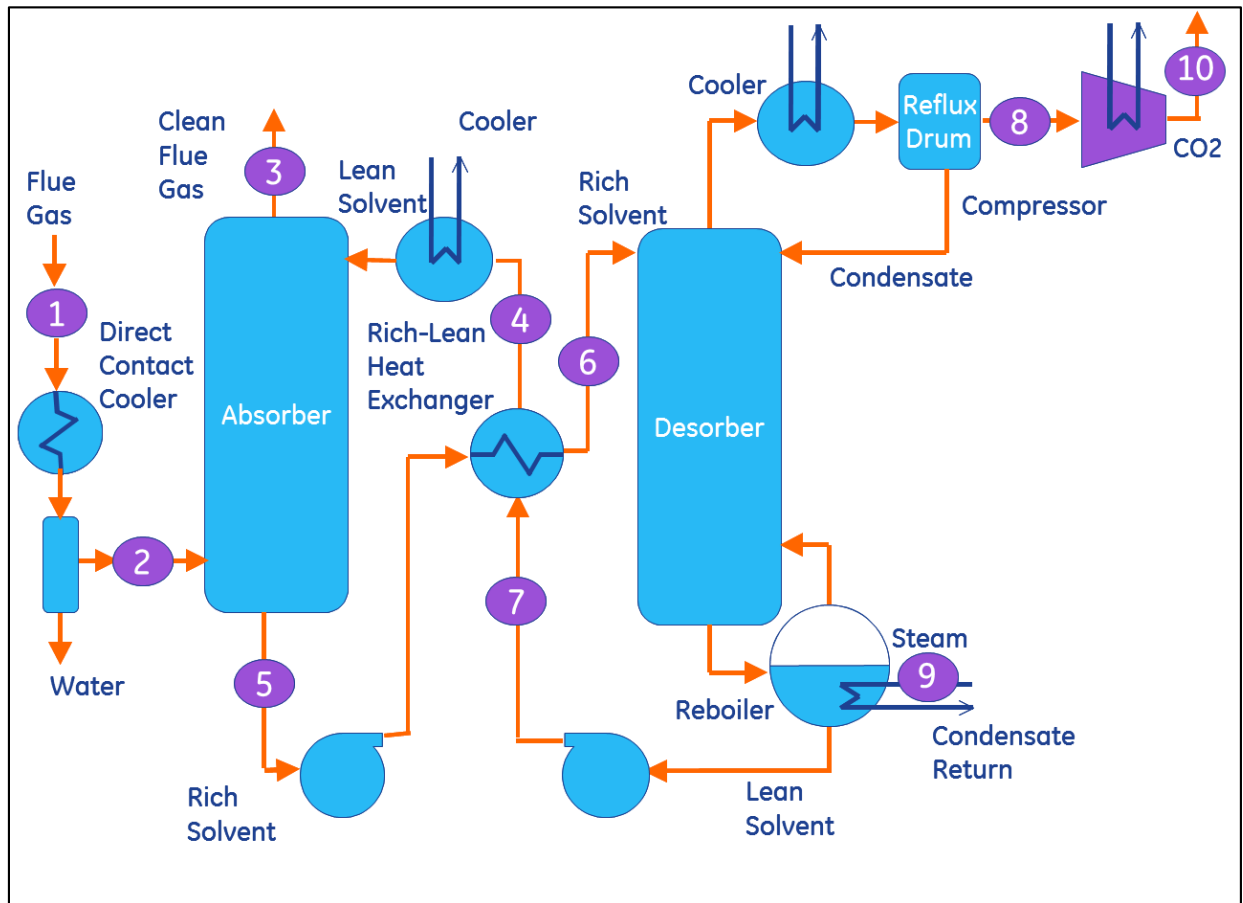 Cooler
Reflux
Drum
8
10
CO2
Compressor
Condensate
Clean
Flue
Gas
3
Cooler
Lean
Solvent
Rich
Solvent
Flue
Gas
1
Direct
Contact
Cooler
4
Rich-Lean
Heat
Exchanger
6
Absorber
Desorber
2
7
Water
5
Steam
9
Reboiler
Condensate
Return
Rich
Solvent
Lean
Solvent